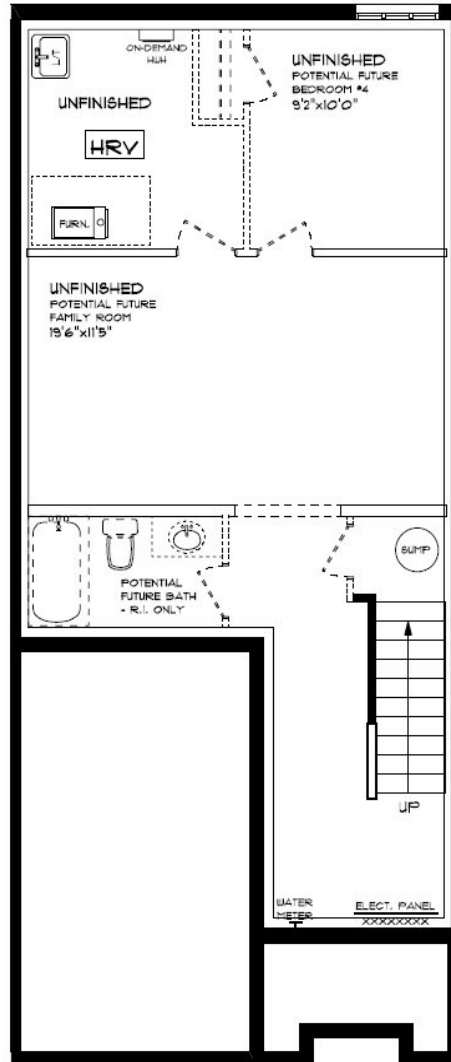 L/T
ON-DEMAND
HWH
UNFINISHED
HRV
FURN.
UNFINISHED
POTENTIAL FUTURE
BEDROOM #4
9'2"x10'0"
UNFINISHED
POTENTIAL FUTURE
FAMILY ROOM
19'6"x11'5"
POTENTIAL
FUTURE BATH
- R.I. ONLY
SUMP
UP
WATER
METER
ELECT. PANEL
XXXXXXXX